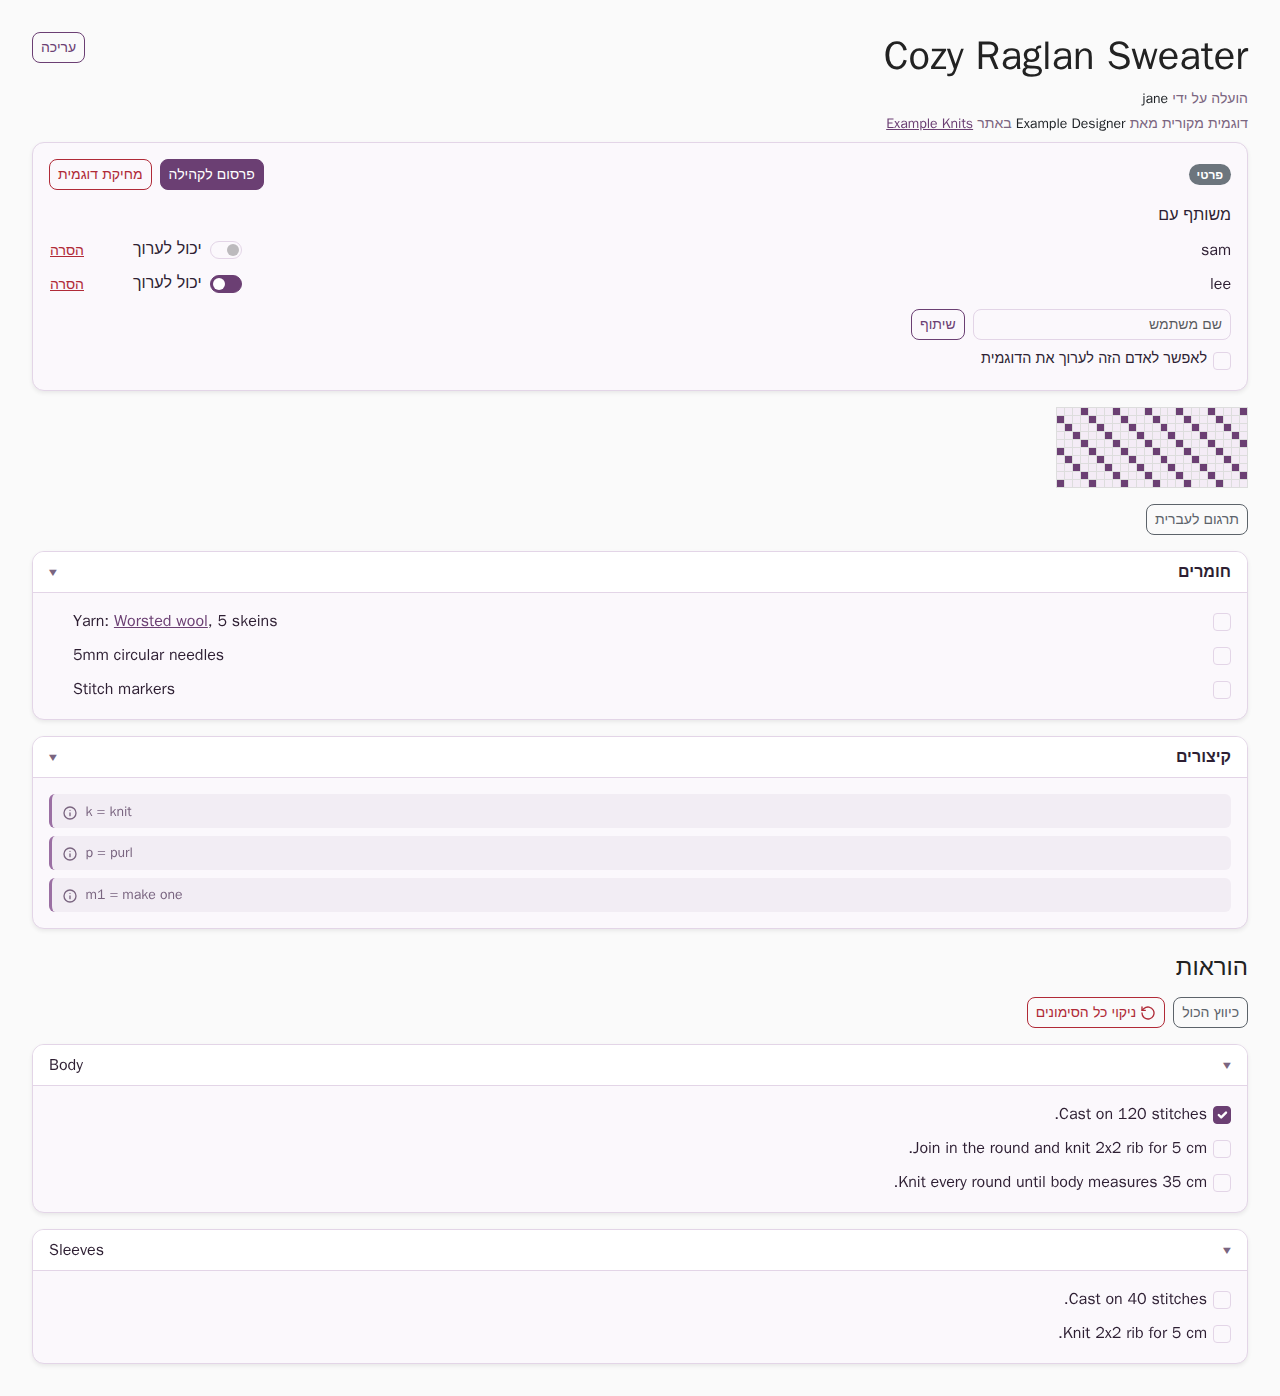 Cozy Raglan Sweater
עריכה
הועלה על ידי jane
דוגמית מקורית מאת Example Designer באתר Example Knits
פרטי
פרסום לקהילה
מחיקת דוגמית
משותף עם
sam
יכול לערוך
הסרה
lee
יכול לערוך
הסרה
שם משתמש
שיתוף
לאפשר לאדם הזה לערוך את הדוגמית
תרגום לעברית
חומרים
Yarn: Worsted wool, 5 skeins
5mm circular needles
Stitch markers
קיצורים
k = knit
p = purl
m1 = make one
הוראות
כיווץ הכול
ניקוי כל הסימונים
Body
Cast on 120 stitches.
Join in the round and knit 2x2 rib for 5 cm.
Knit every round until body measures 35 cm.
Sleeves
Cast on 40 stitches.
Knit 2x2 rib for 5 cm.